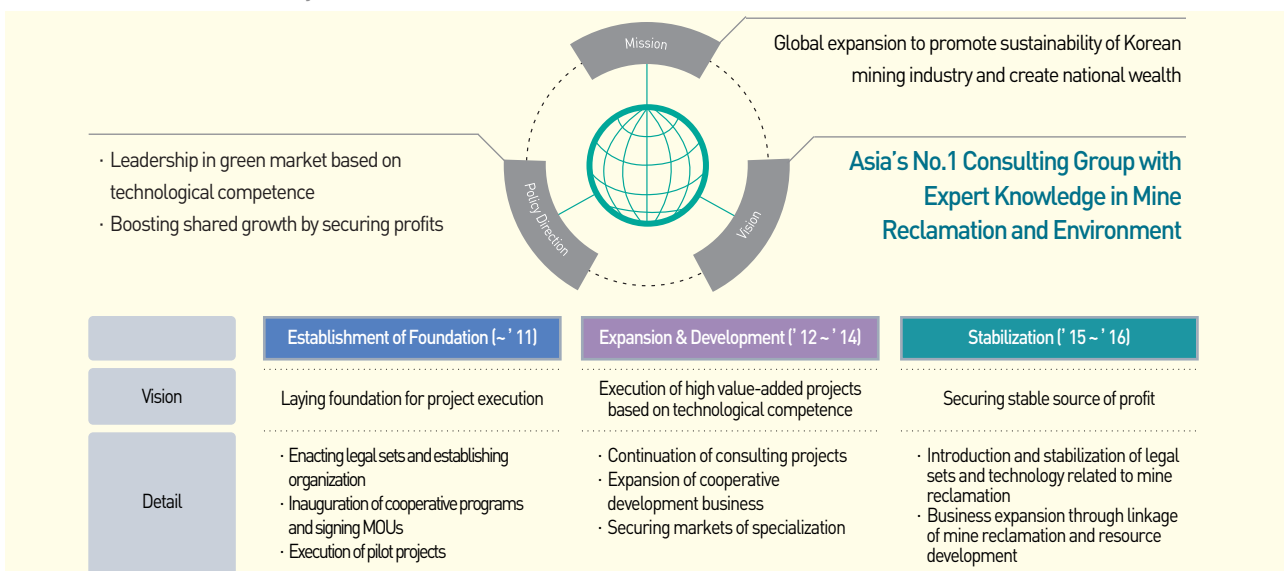 Mission
Global expansion to promote sustainability of Korean
mining industry and create national wealth
· Leadership in green market based on
technological competence
· Boosting shared growth by securing profits
Policy Direction
Vision
Asia's No.1 Consulting Group with
Expert Knowledge in Mine
Reclamation and Environment
Establishment of Foundation (~ ' 11)
Expansion & Development (' 12 ~ ' 14)
Stabilization (' 15 ~ ' 16)
Vision
Laying foundation for project execution
Execution of high value-added projects
based on technological competence
Securing stable source of profit
Detail
· Enacting legal sets and establishing
organization
· Inauguration of cooperative programs
and signing MOUs
· Execution of pilot projects
· Continuation of consulting projects
· Expansion of cooperative
development business
· Securing markets of specialization
· Introduction and stabilization of legal
sets and technology related to mine
reclamation
· Business expansion through linkage
of mine reclamation and resource
development